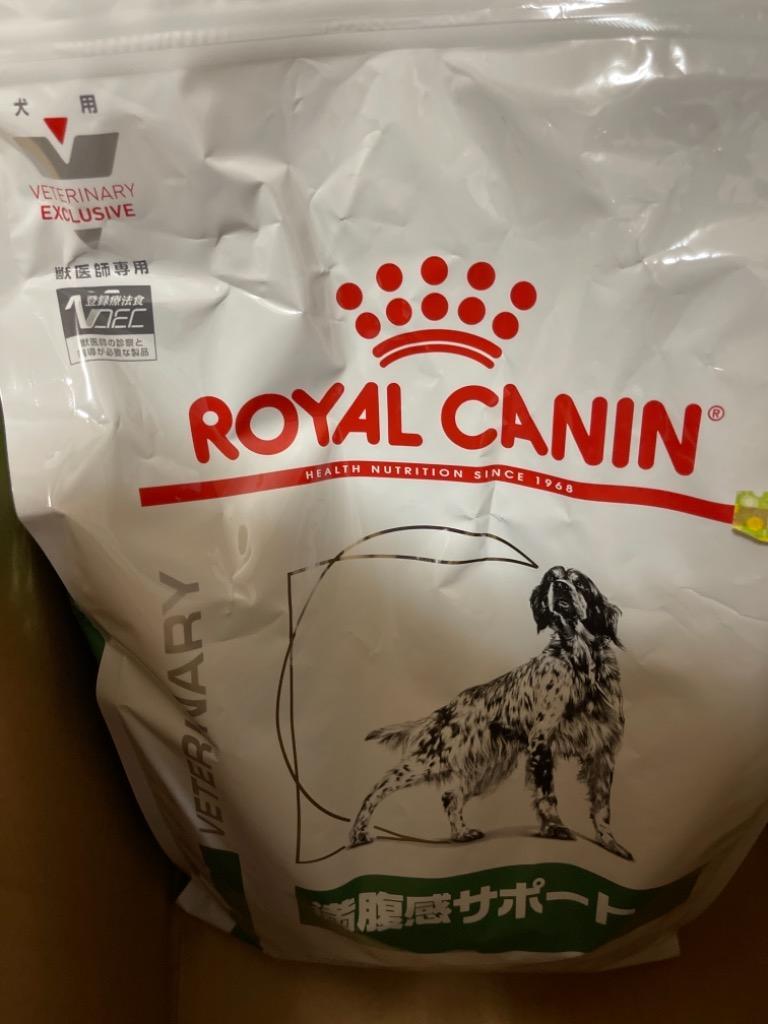 犬用
VETERINARY
EXCLUSIVE
獣医師専用
登録療法食
獣医師の診察と
指導が必要な製品
ROYAL CANIN®
HEALTH NUTRITION SINCE 1968
VETERINARY
満腹感サポート